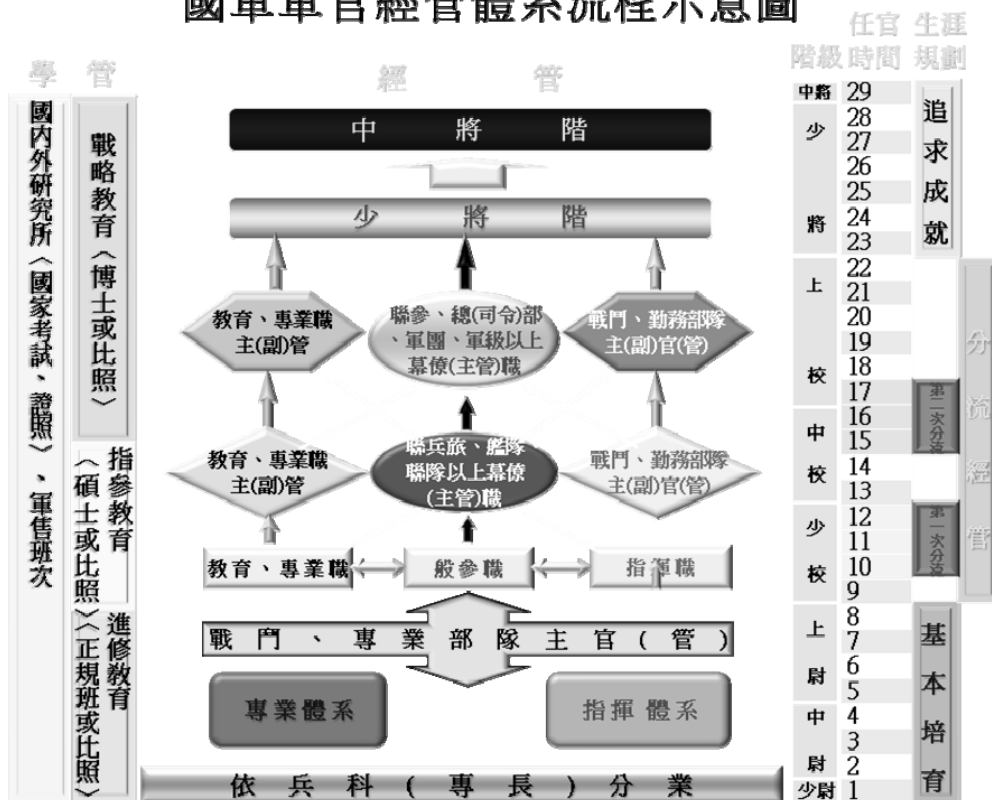 國軍軍官經管體系流程示意圖
任官 生涯
階級 時間 規劃
學 管
經 管
國內外研究所︿國家考試、證照﹀、軍售班次
戰略教育︿博士或比照﹀
指參教育
︿碩士或比照﹀
進修教育
︿正規班或比照﹀
中將階
少將階
教育、專業職
主(副)管
聯參、總(司令)部
、軍團、軍級以上
幕僚(主管)職
戰鬥、勤務部隊
主(副)官(管)
教育、專業職
主(副)管
聯兵旅、艦隊
聯隊以上幕僚
(主管)職
戰鬥、勤務部隊
主(副)官(管)
教育、專業職
般參職
指揮職
戰鬥、專業部隊主官(管)
專業體系
指揮 體系
依兵科(專長)分業
中將
少
將
上
校
中
校
少
校
上
尉
中
尉
少尉
29
28
27
26
25
24
23
22
21
20
19
18
17
16
15
14
13
12
11
10
9
8
7
6
5
4
3
2
1
追求成就
第二次分流
第一次分流
基本培育
分流經管